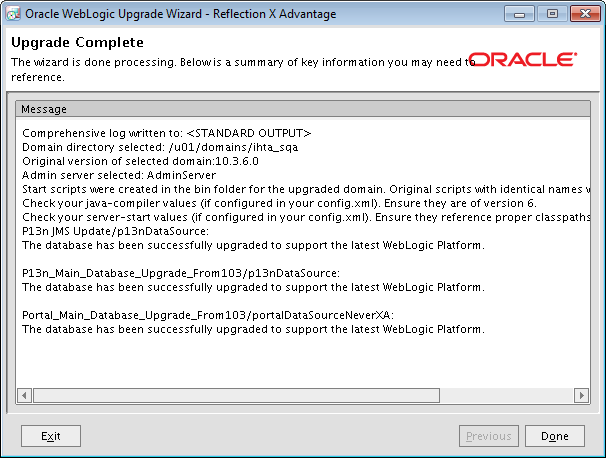 Oracle WebLogic Upgrade Wizard - Reflection X Advantage
Upgrade Complete
The wizard is done processing. Below is a summary of key information you may need to
reference.
ORACLE
Message
Comprehensive log written to: <STANDARD OUTPUT>
Domain directory selected: /u01/domains/ihta_sqa
Original version of selected domain:10.3.6.0
Admin server selected: AdminServer
Start scripts were created in the bin folder for the upgraded domain. Original scripts with identical names
Check your java-compiler values (if configured in your config.xml). Ensure they are of version 6.
Check your server-start values (if configured in your config.xml). Ensure they reference proper classpaths
P13n JMS Update/p13nDataSource:
The database has been successfully upgraded to support the latest WebLogic Platform.
P13n_Main_Database_Upgrade_From103/p13nDataSource:
The database has been successfully upgraded to support the latest WebLogic Platform.
Portal_Main_Database_Upgrade_From103/portalDataSourceNeverXA:
The database has been successfully upgraded to support the latest WebLogic Platform.
Exit
Previous
Done